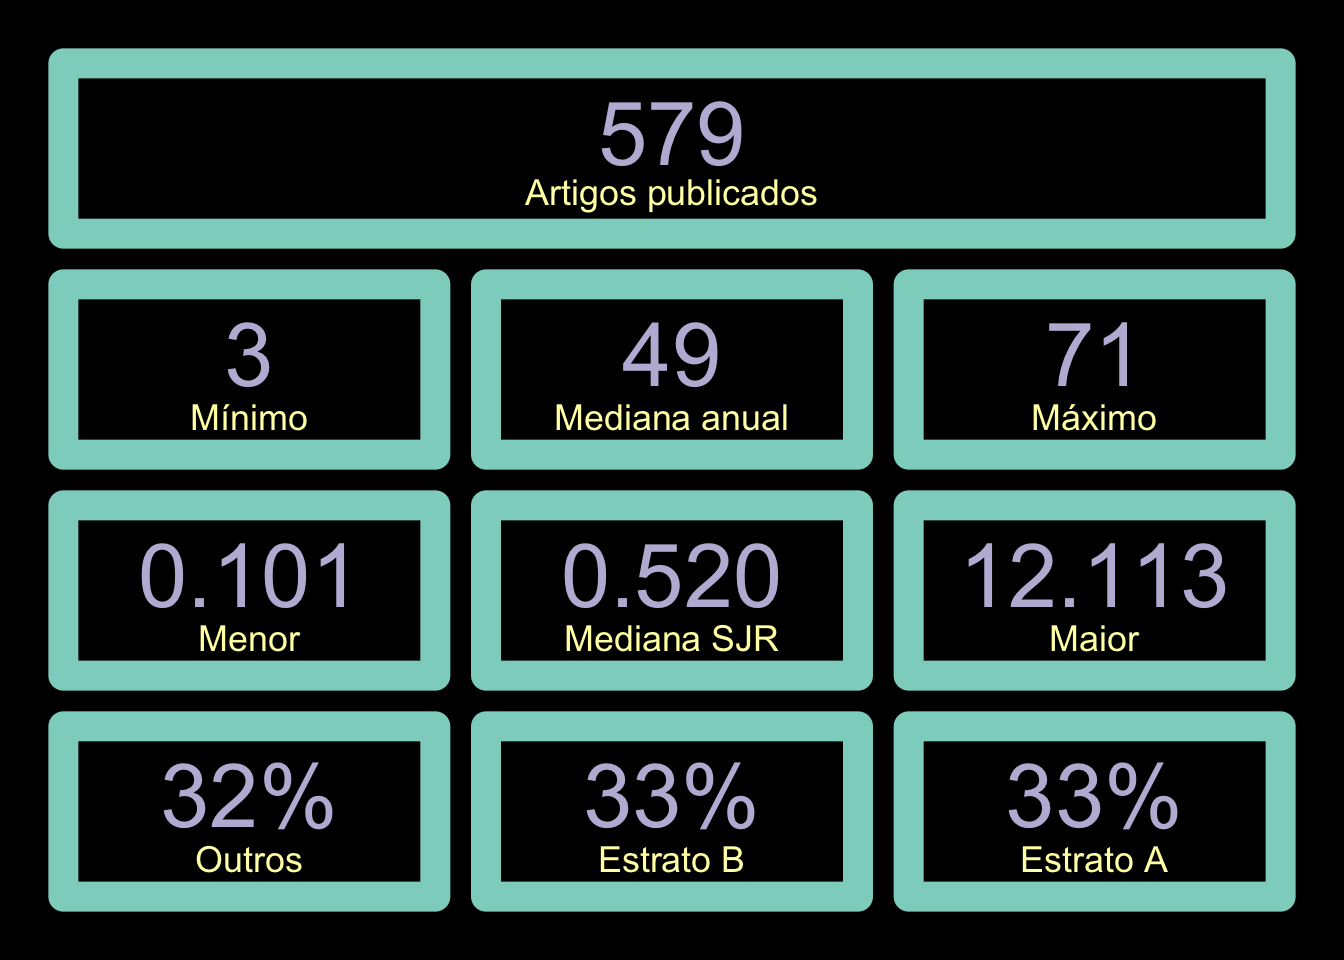 579
Artigos publicados
3
Mínimo
49
Mediana anual
71
Máximo
0.101
Menor
0.520
Mediana SJR
12.113
Maior
32%
Outros
33%
Estrato B
33%
Estrato A